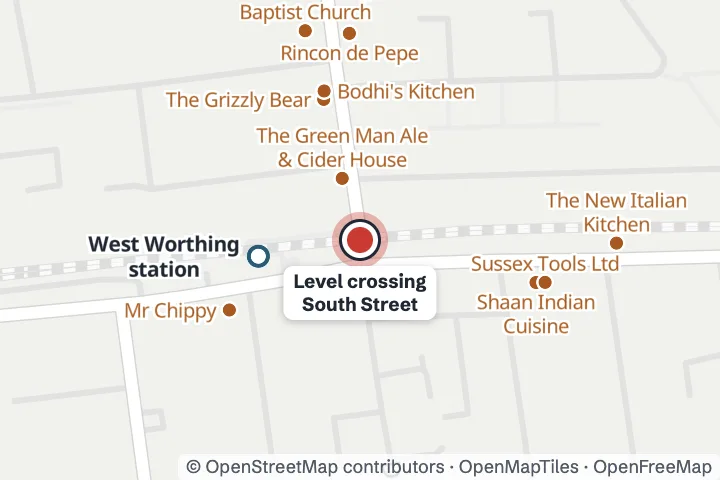 Baptist Church
Rincon de Pepe
Bodhi's Kitchen
The Grizzly Bear
The Green Man Ale
& Cider House
The New Italian
Kitchen
West Worthing
station
Sussex Tools Ltd
Level crossing
South Street
Shaan Indian
Cuisine
Mr Chippy
© OpenStreetMap contributors · OpenMapTiles · OpenFreeMap